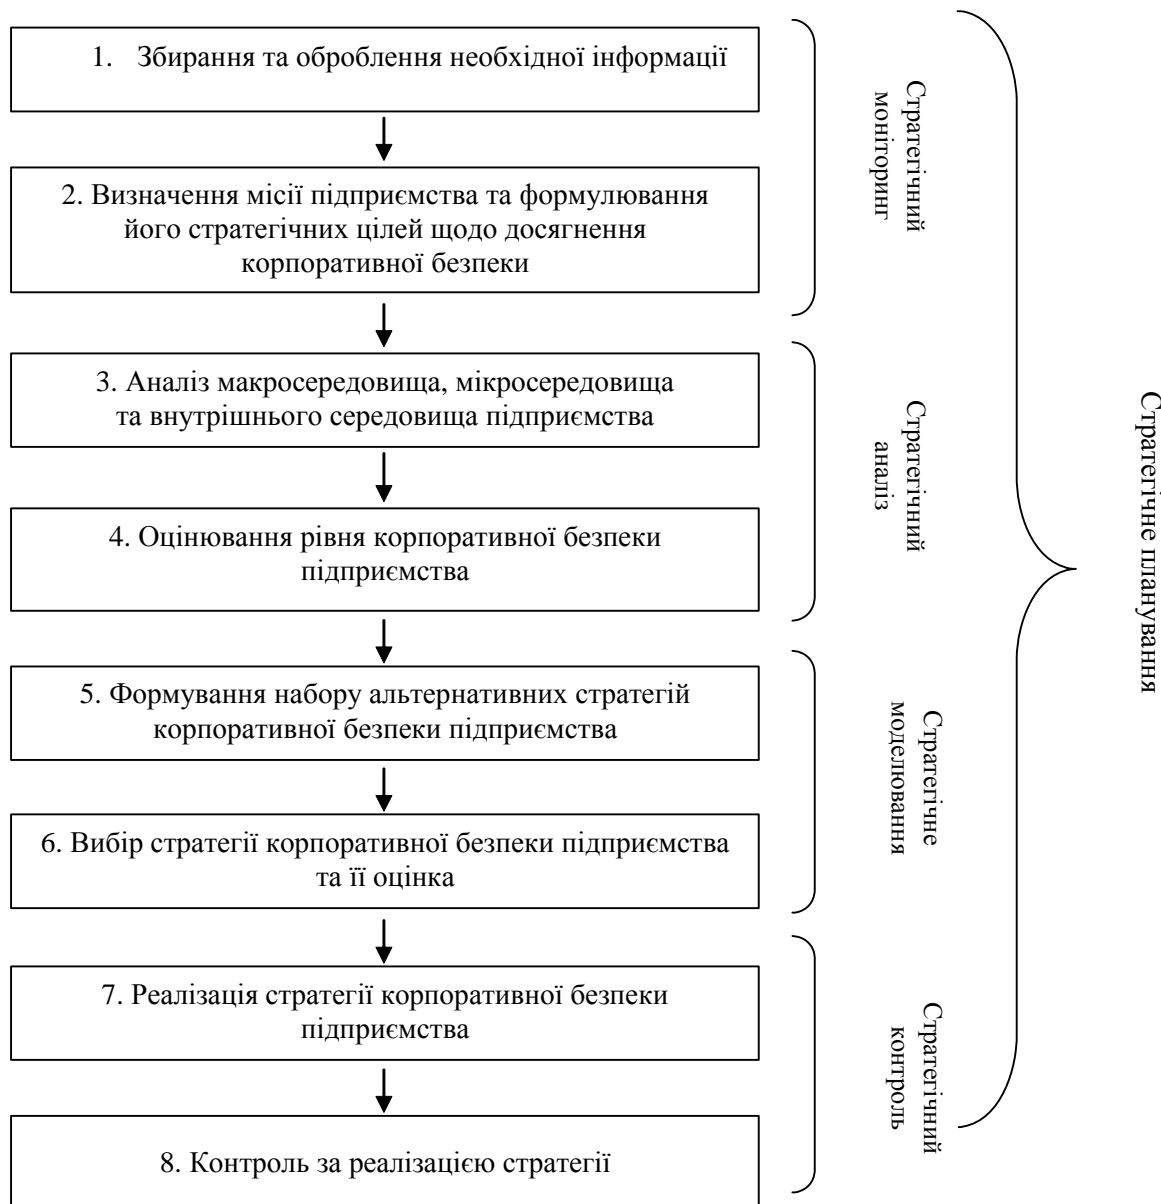 1. Збирання та оброблення необхідної інформації
2. Визначення місії підприємства та формулювання
його стратегічних цілей щодо досягнення
корпоративної безпеки
Стратегічний
моніторинг
3. Аналіз макросередовища, мікросередовища
та внутрішнього середовища підприємства
4. Оцінювання рівня корпоративної безпеки
підприємства
Стратегічний
аналіз
5. Формування набору альтернативних стратегій
корпоративної безпеки підприємства
6. Вибір стратегії корпоративної безпеки підприємства
та її оцінка
Стратегічне
моделювання
7. Реалізація стратегії корпоративної безпеки
підприємства
8. Контроль за реалізацією стратегії
Стратегічний
контроль
Стратегічне планування